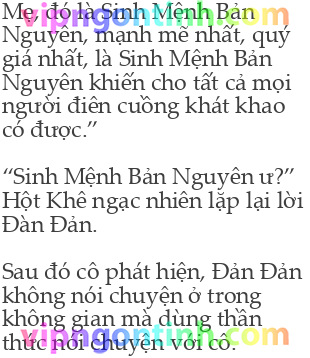 Mẹ, đó là Sinh Mệnh Bản
Nguyên, mạnh mẽ nhất, quý
giá nhất, là Sinh Mệnh Bản
Nguyên khiến cho tất cả mọi
người điên cuồng khát khao
có được.”
vipngontinh.com
“Sinh Mệnh Bản Nguyên ư?”
Hột Khê ngạc nhiên lặp lại lời
Đàn Đản.
Sau đó cô phát hiện, Đản Đản
không nói chuyện ở trong
không gian mà dùng thần
thức nói chuyện với cô.
vipngontinh.com